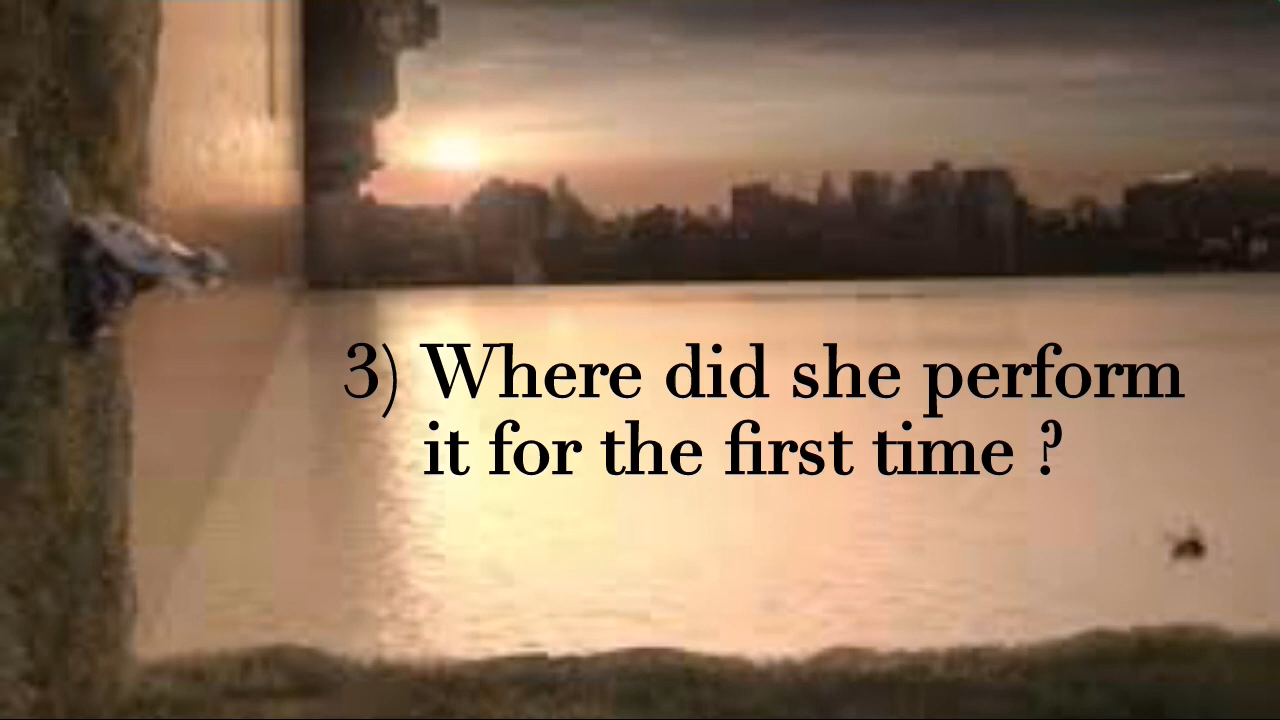 3) Where did she perform
it for the first time ?